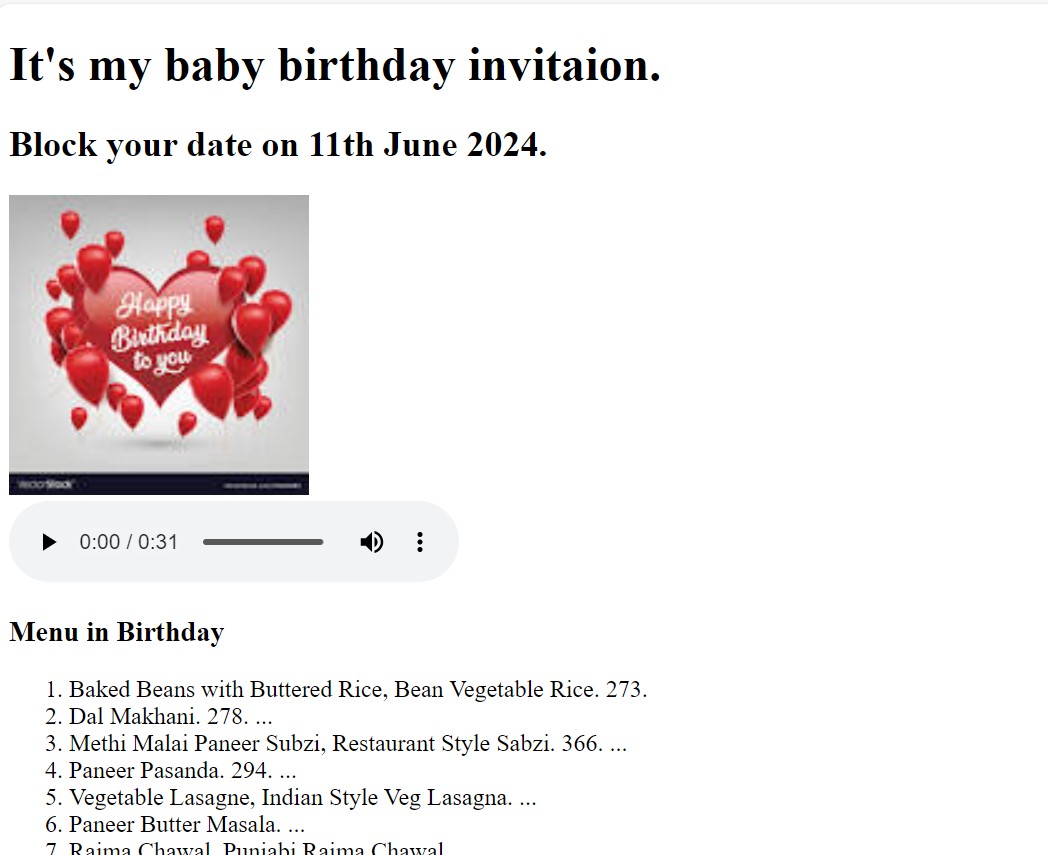 It's my baby birthday invitaion.
Block your date on 11th June 2024.
Happy
Birthday
to you
VectorStock
0:00 / 0:31
Menu in Birthday
1. Baked Beans with Buttered Rice, Bean Vegetable Rice. 273.
2. Dal Makhani. 278. ...
3. Methi Malai Paneer Subzi, Restaurant Style Sabzi. 366. ...
4. Paneer Pasanda. 294. ...
5. Vegetable Lasagne, Indian Style Veg Lasagna. ...
6. Paneer Butter Masala. ...
7. Rajma Chawal, Punjabi Rajma Chawal